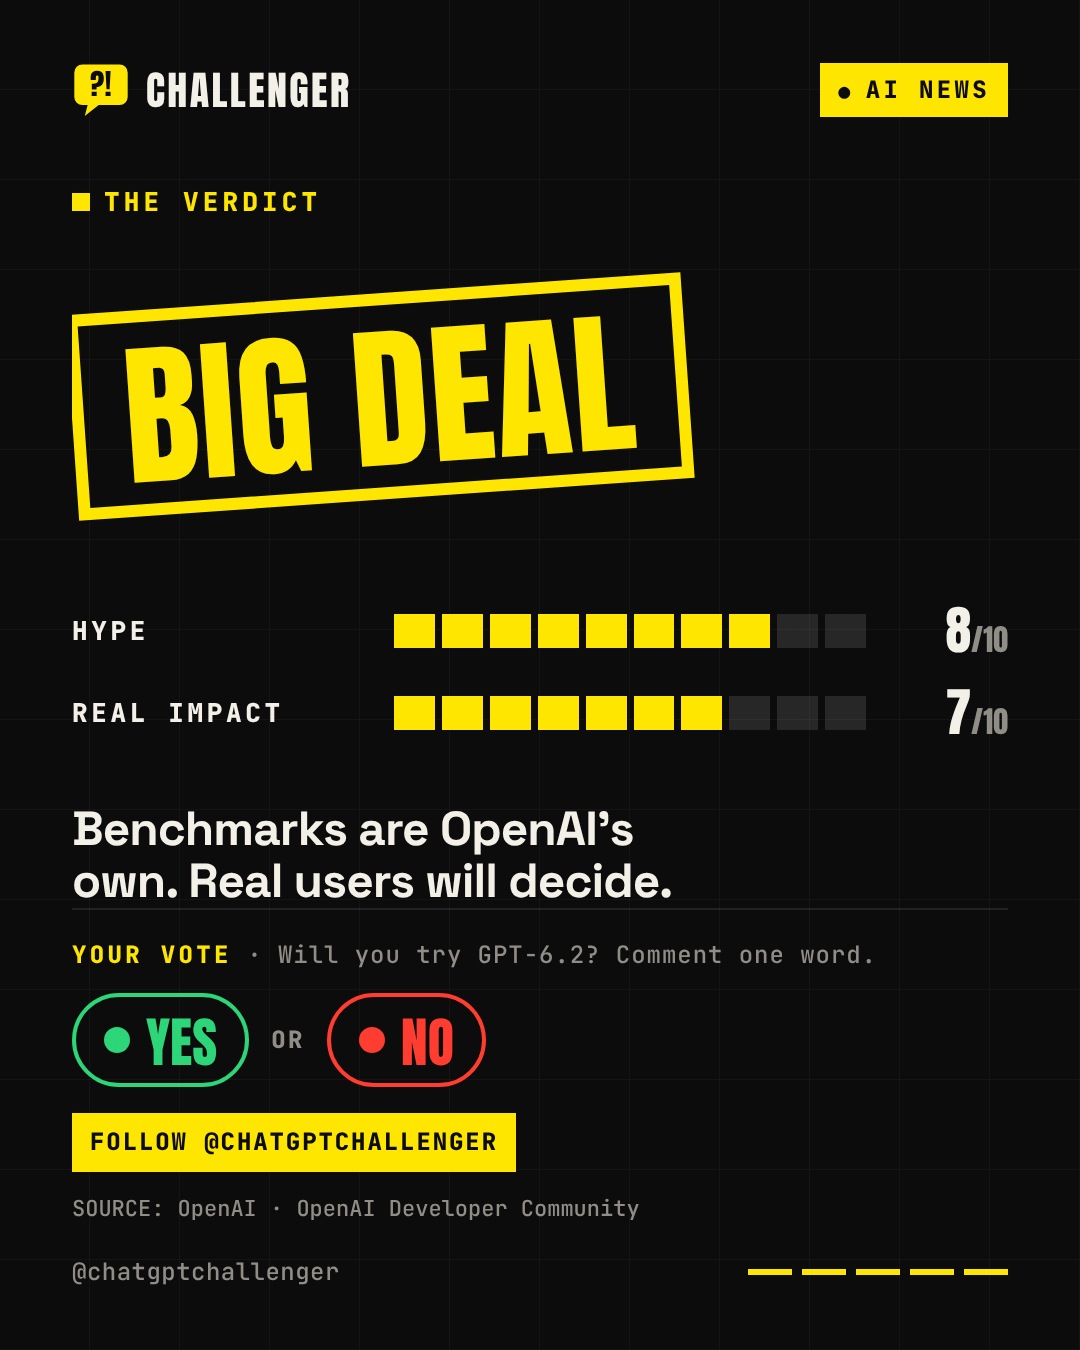 ?! CHALLENGER
● AI NEWS
THE VERDICT
BIG DEAL
HYPE 8/10
REAL IMPACT 7/10
Benchmarks are OpenAI’s
own. Real users will decide.
YOUR VOTE · Will you try GPT-6.2? Comment one word.
YES OR NO
FOLLOW @CHATGPTCHALLENGER
SOURCE: OpenAI · OpenAI Developer Community
@chatgptchallenger